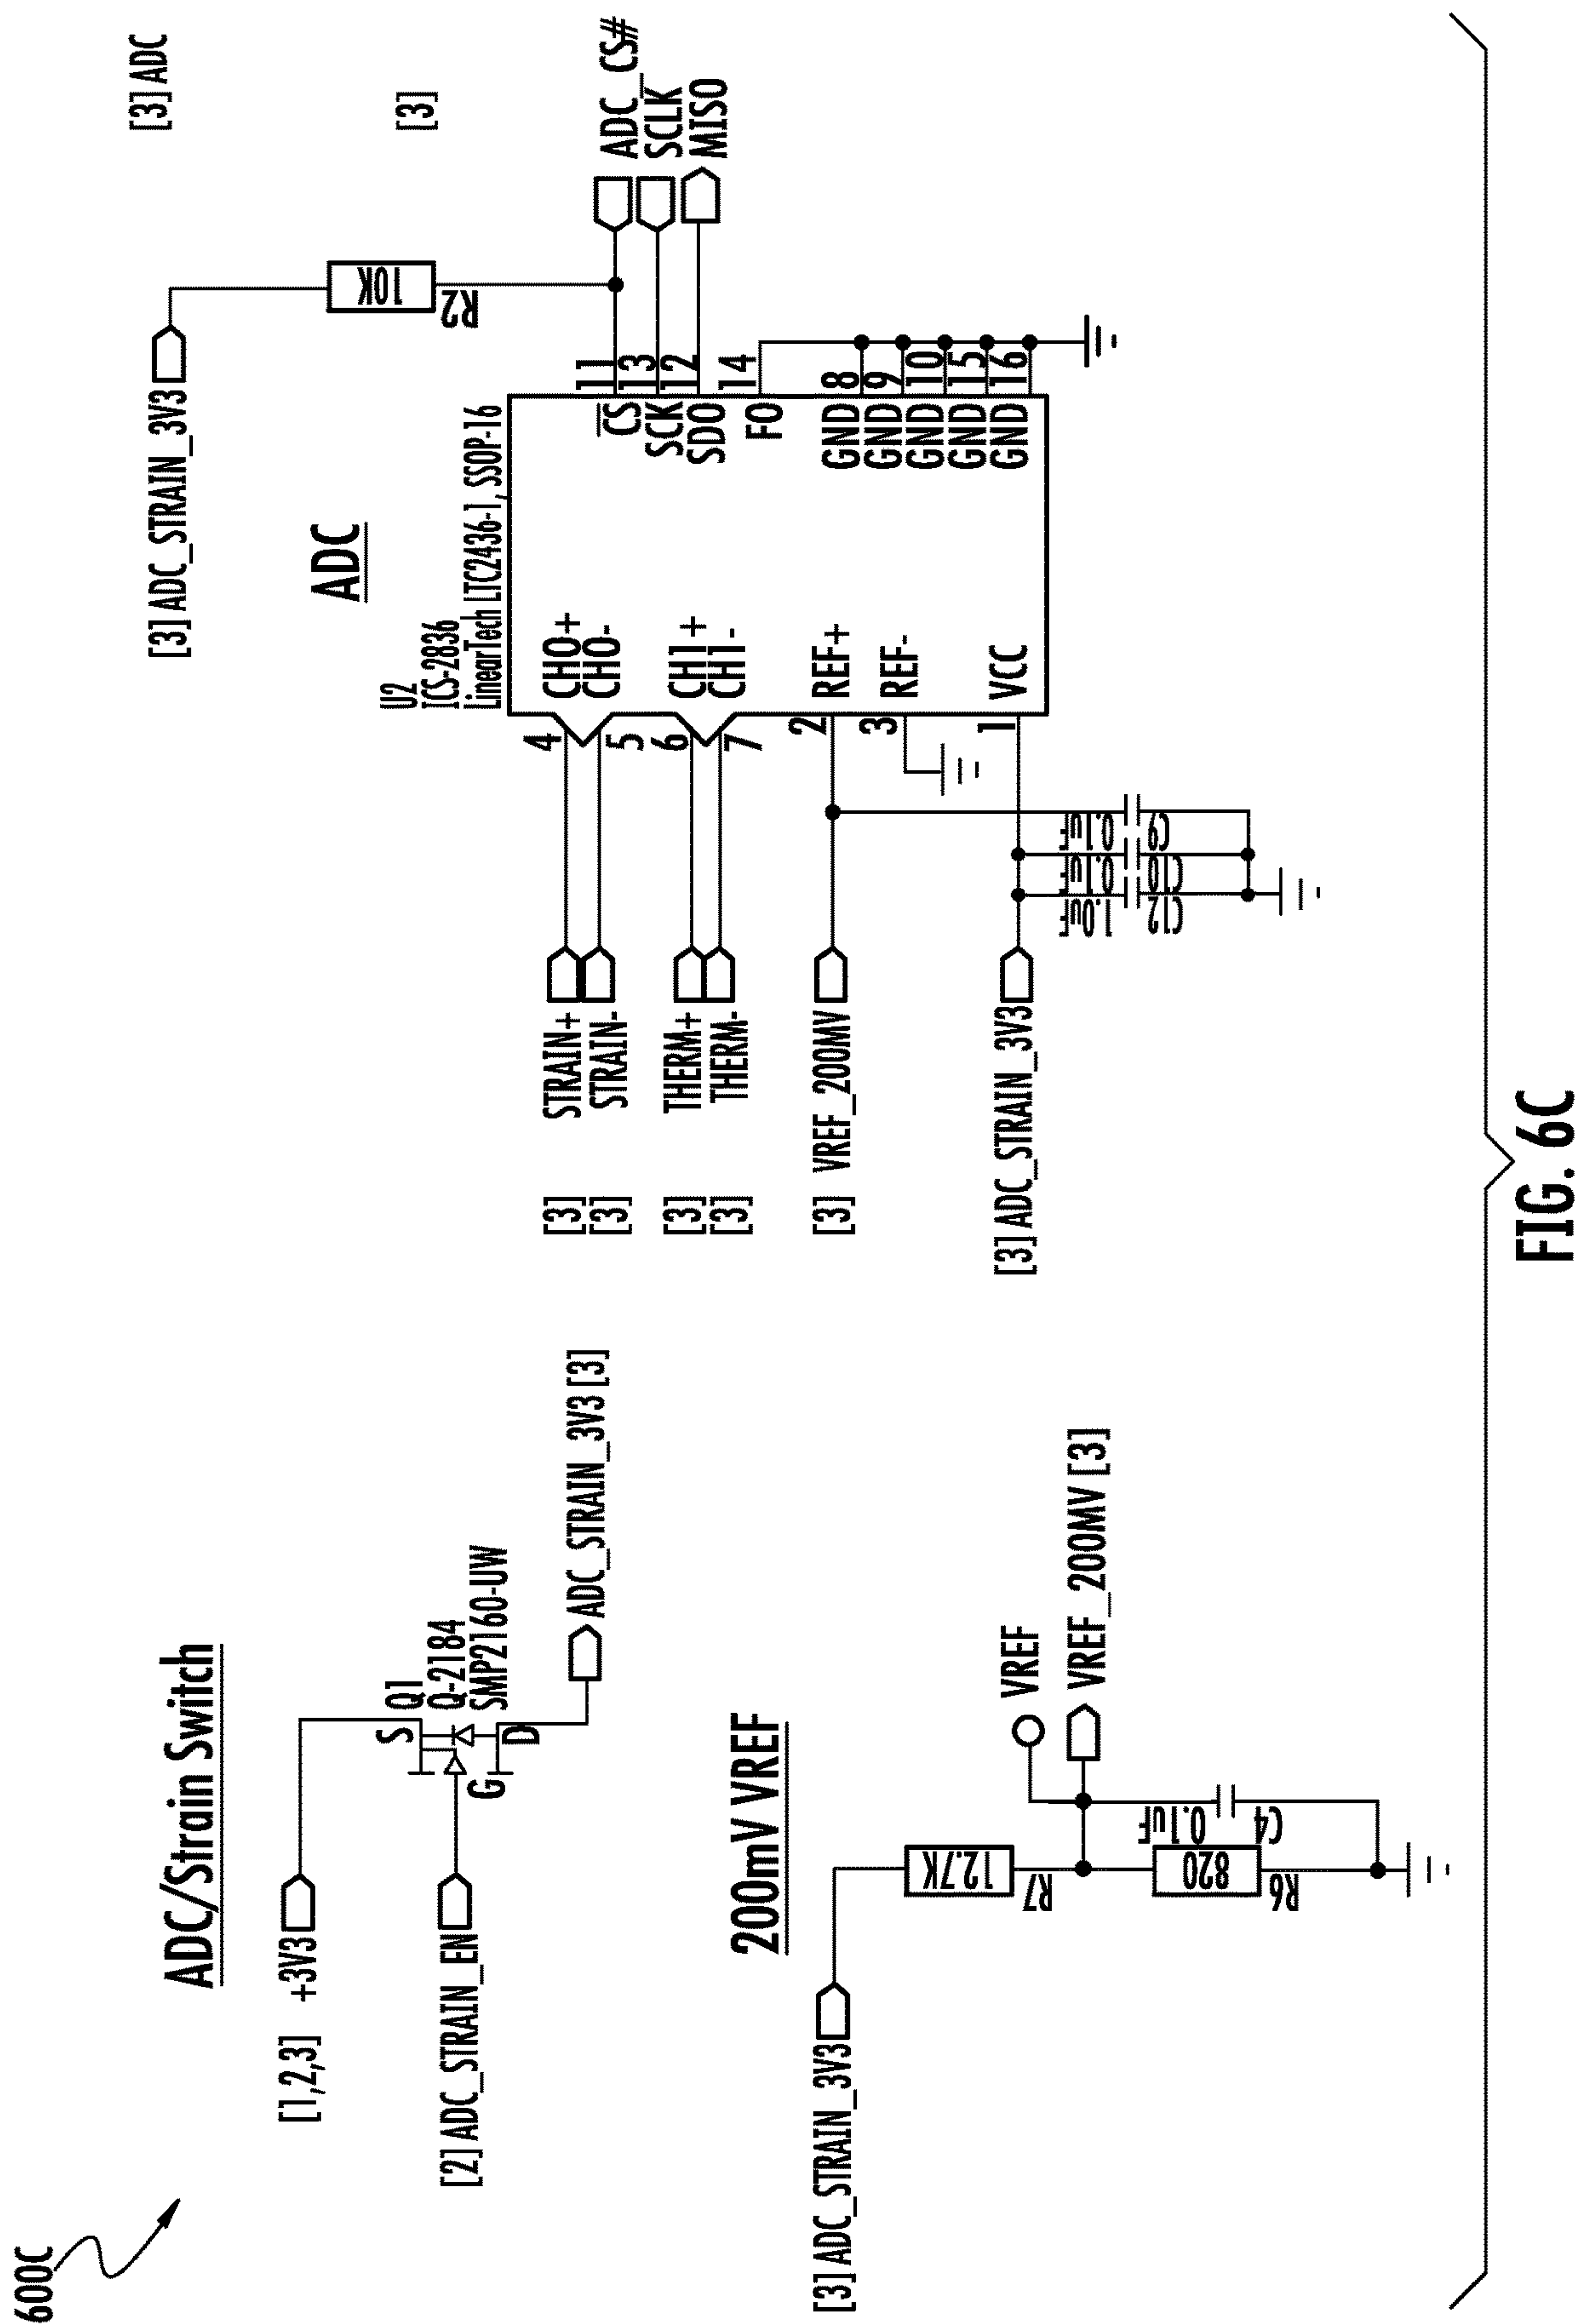 600C
ADC/Strain Switch
[1,2,3] +3V3
[2] ADC_STRAIN_EN
S
G
D
Q1
Q-2184
SMP2160-UW
ADC_STRAIN_3V3 [3]
200mV VREF
[3] ADC_STRAIN_3V3
12.7K
R7
820
R6
0.1uF
C4
VREF
VREF_200MV [3]
[3] ADC_STRAIN_3V3
10K
R2
[3] ADC
[3]
ADC
U2
ICS-2836
LinearTech LTC2436-1, SSOP-16
[3] STRAIN+
[3] STRAIN-
[3] THERM+
[3] THERM-
[3] VREF_200MV
[3] ADC_STRAIN_3V3
4 CH0+
5 CH0-
6 CH1+
7 CH1-
2 REF+
3 REF-
1 VCC
CS 11
SCK 13
SDO 12
FO 14
GND 8
GND 9
GND 10
GND 15
GND 16
ADC_CS#
SCLK
MISO
1.0uF
C12
0.1uF
C10
0.1uF
C9
FIG. 6C